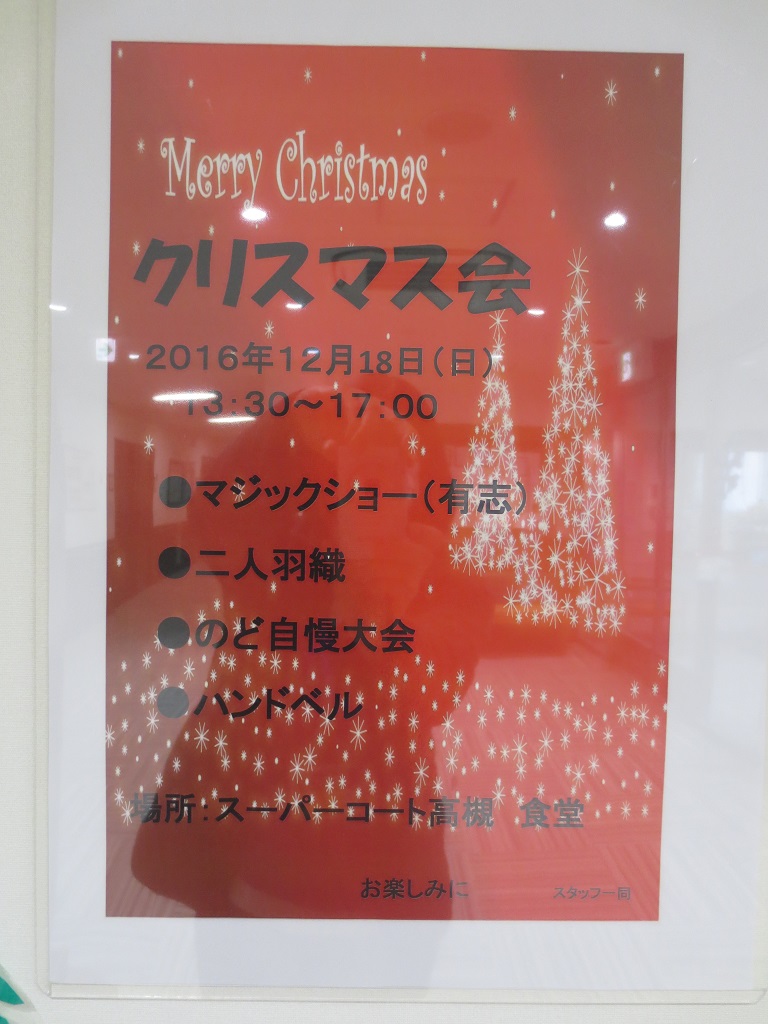 Merry Christmas
クリスマス会
2016年12月18日(日)
13:30～17:00
●マジックショー(有志)
●二人羽織
●のど自慢大会
●ハンドベル
場所:スーパーコート高槻　食堂
お楽しみに　スタッフ一同